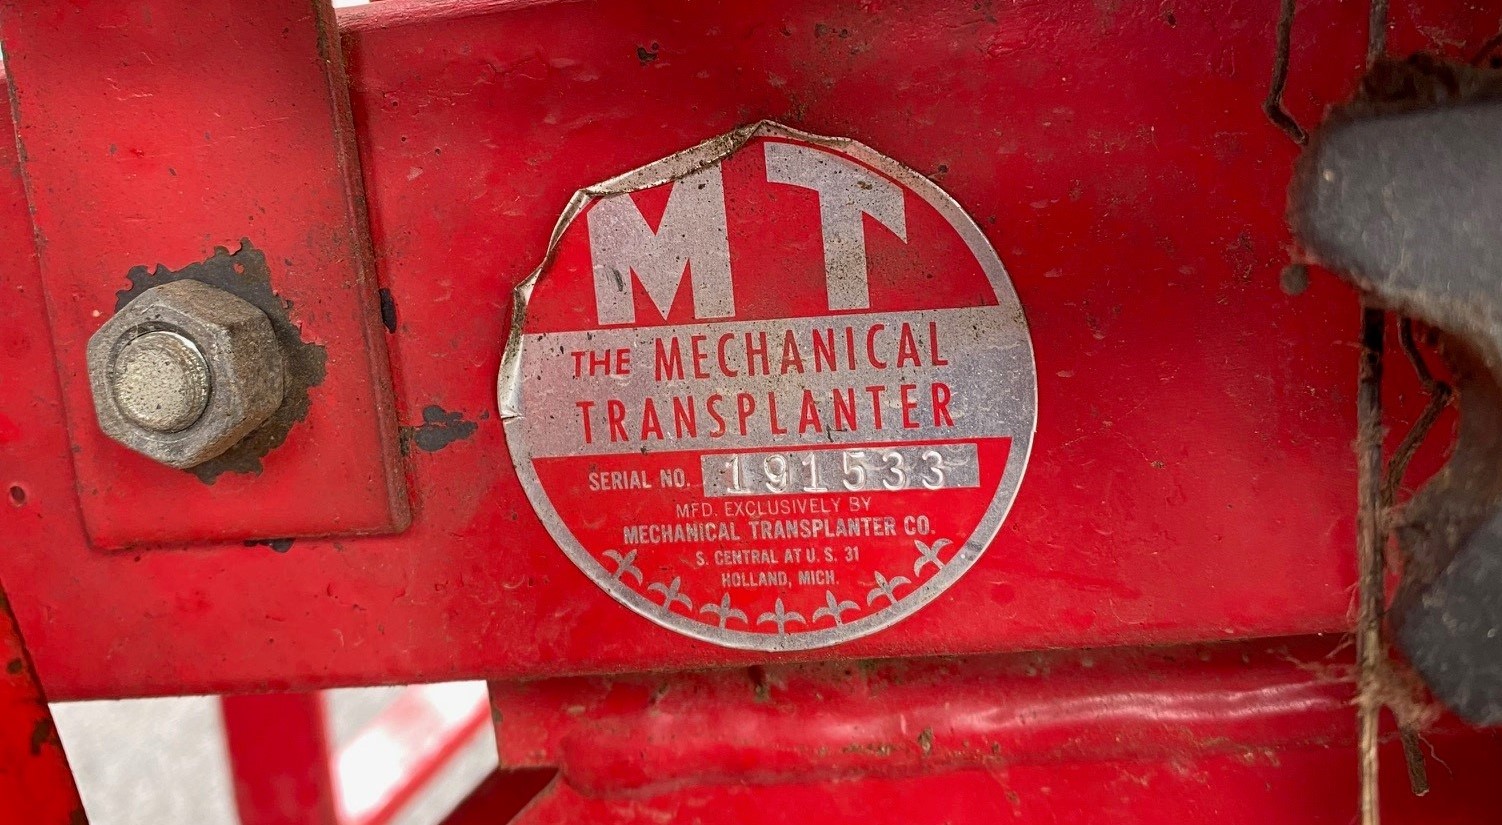 MT
THE MECHANICAL
TRANSPLANTER
SERIAL NO. 191533
MFD. EXCLUSIVELY BY
MECHANICAL TRANSPLANTER CO.
S. CENTRAL AT U. S. 31
HOLLAND, MICH.